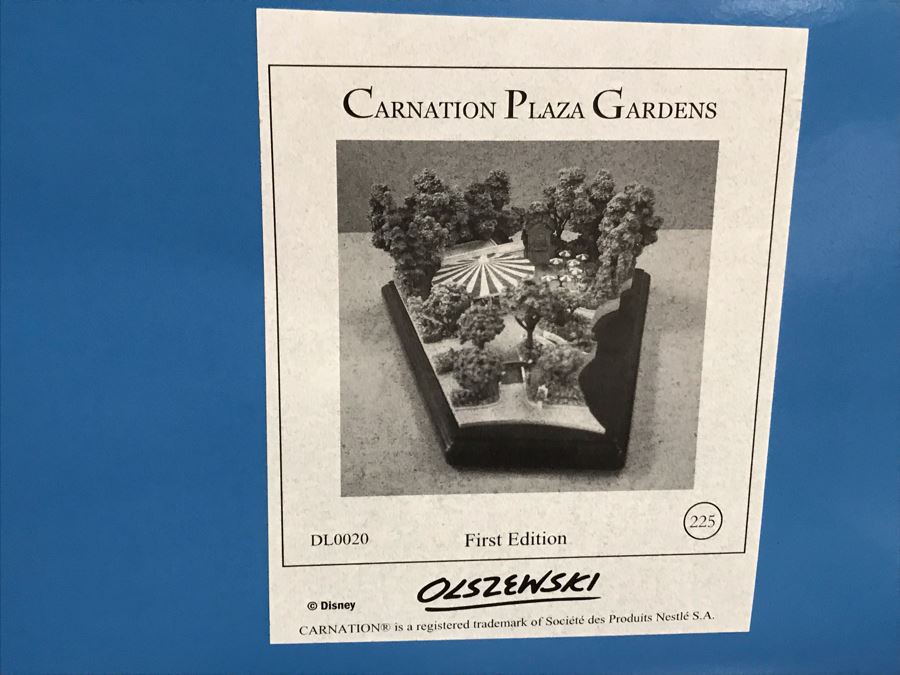 CARNATION PLAZA GARDENS
DL0020 First Edition 225
OLSZEWSKI
© Disney
CARNATION® is a registered trademark of Société des Produits Nestlé S.A.